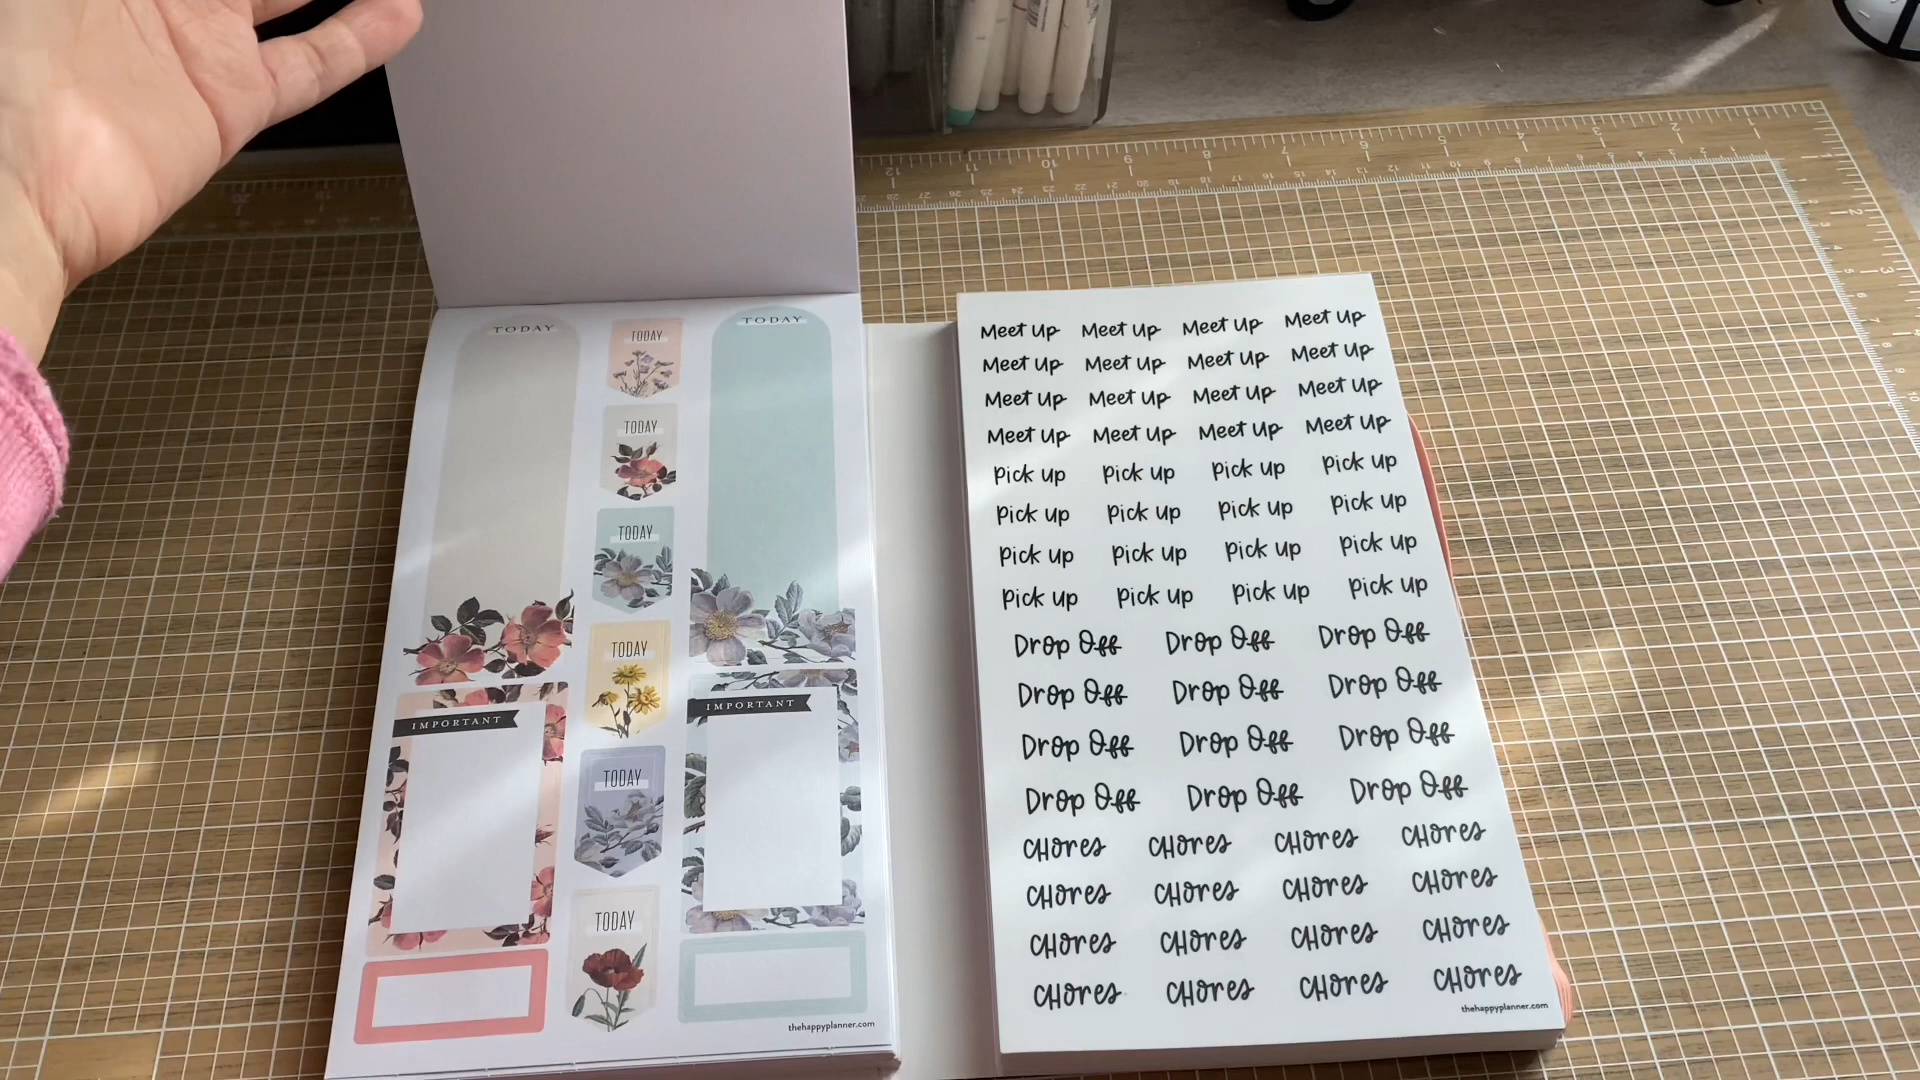 TODAY
TODAY
TODAY
TODAY
TODAY
TODAY
TODAY
TODAY
IMPORTANT
IMPORTANT
thehappyplanner.com
Meet Up Meet Up Meet Up Meet Up
Meet Up Meet Up Meet Up Meet Up
Meet Up Meet Up Meet Up Meet Up
Meet Up Meet Up Meet Up Meet Up
Pick up Pick up Pick up Pick up
Pick up Pick up Pick up Pick up
Pick up Pick up Pick up Pick up
Pick up Pick up Pick up Pick up
Drop Off Drop Off Drop Off
Drop Off Drop Off Drop Off
Drop Off Drop Off Drop Off
Drop Off Drop Off Drop Off
CHores CHores CHores CHores
CHores CHores CHores CHores
CHores CHores CHores CHores
CHores CHores CHores CHores
thehappyplanner.com